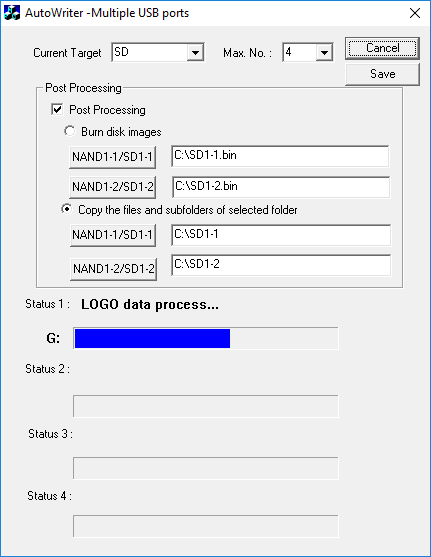 AutoWriter -Multiple USB ports
Current Target SD Max. No. : 4 Cancel
Save
Post Processing
Post Processing
Burn disk images
NAND1-1/SD1-1 C:\SD1-1.bin
NAND1-2/SD1-2 C:\SD1-2.bin
Copy the files and subfolders of selected folder
NAND1-1/SD1-1 C:\SD1-1
NAND1-2/SD1-2 C:\SD1-2
Status 1 : LOGO data process...
G:
Status 2 :
Status 3 :
Status 4 :